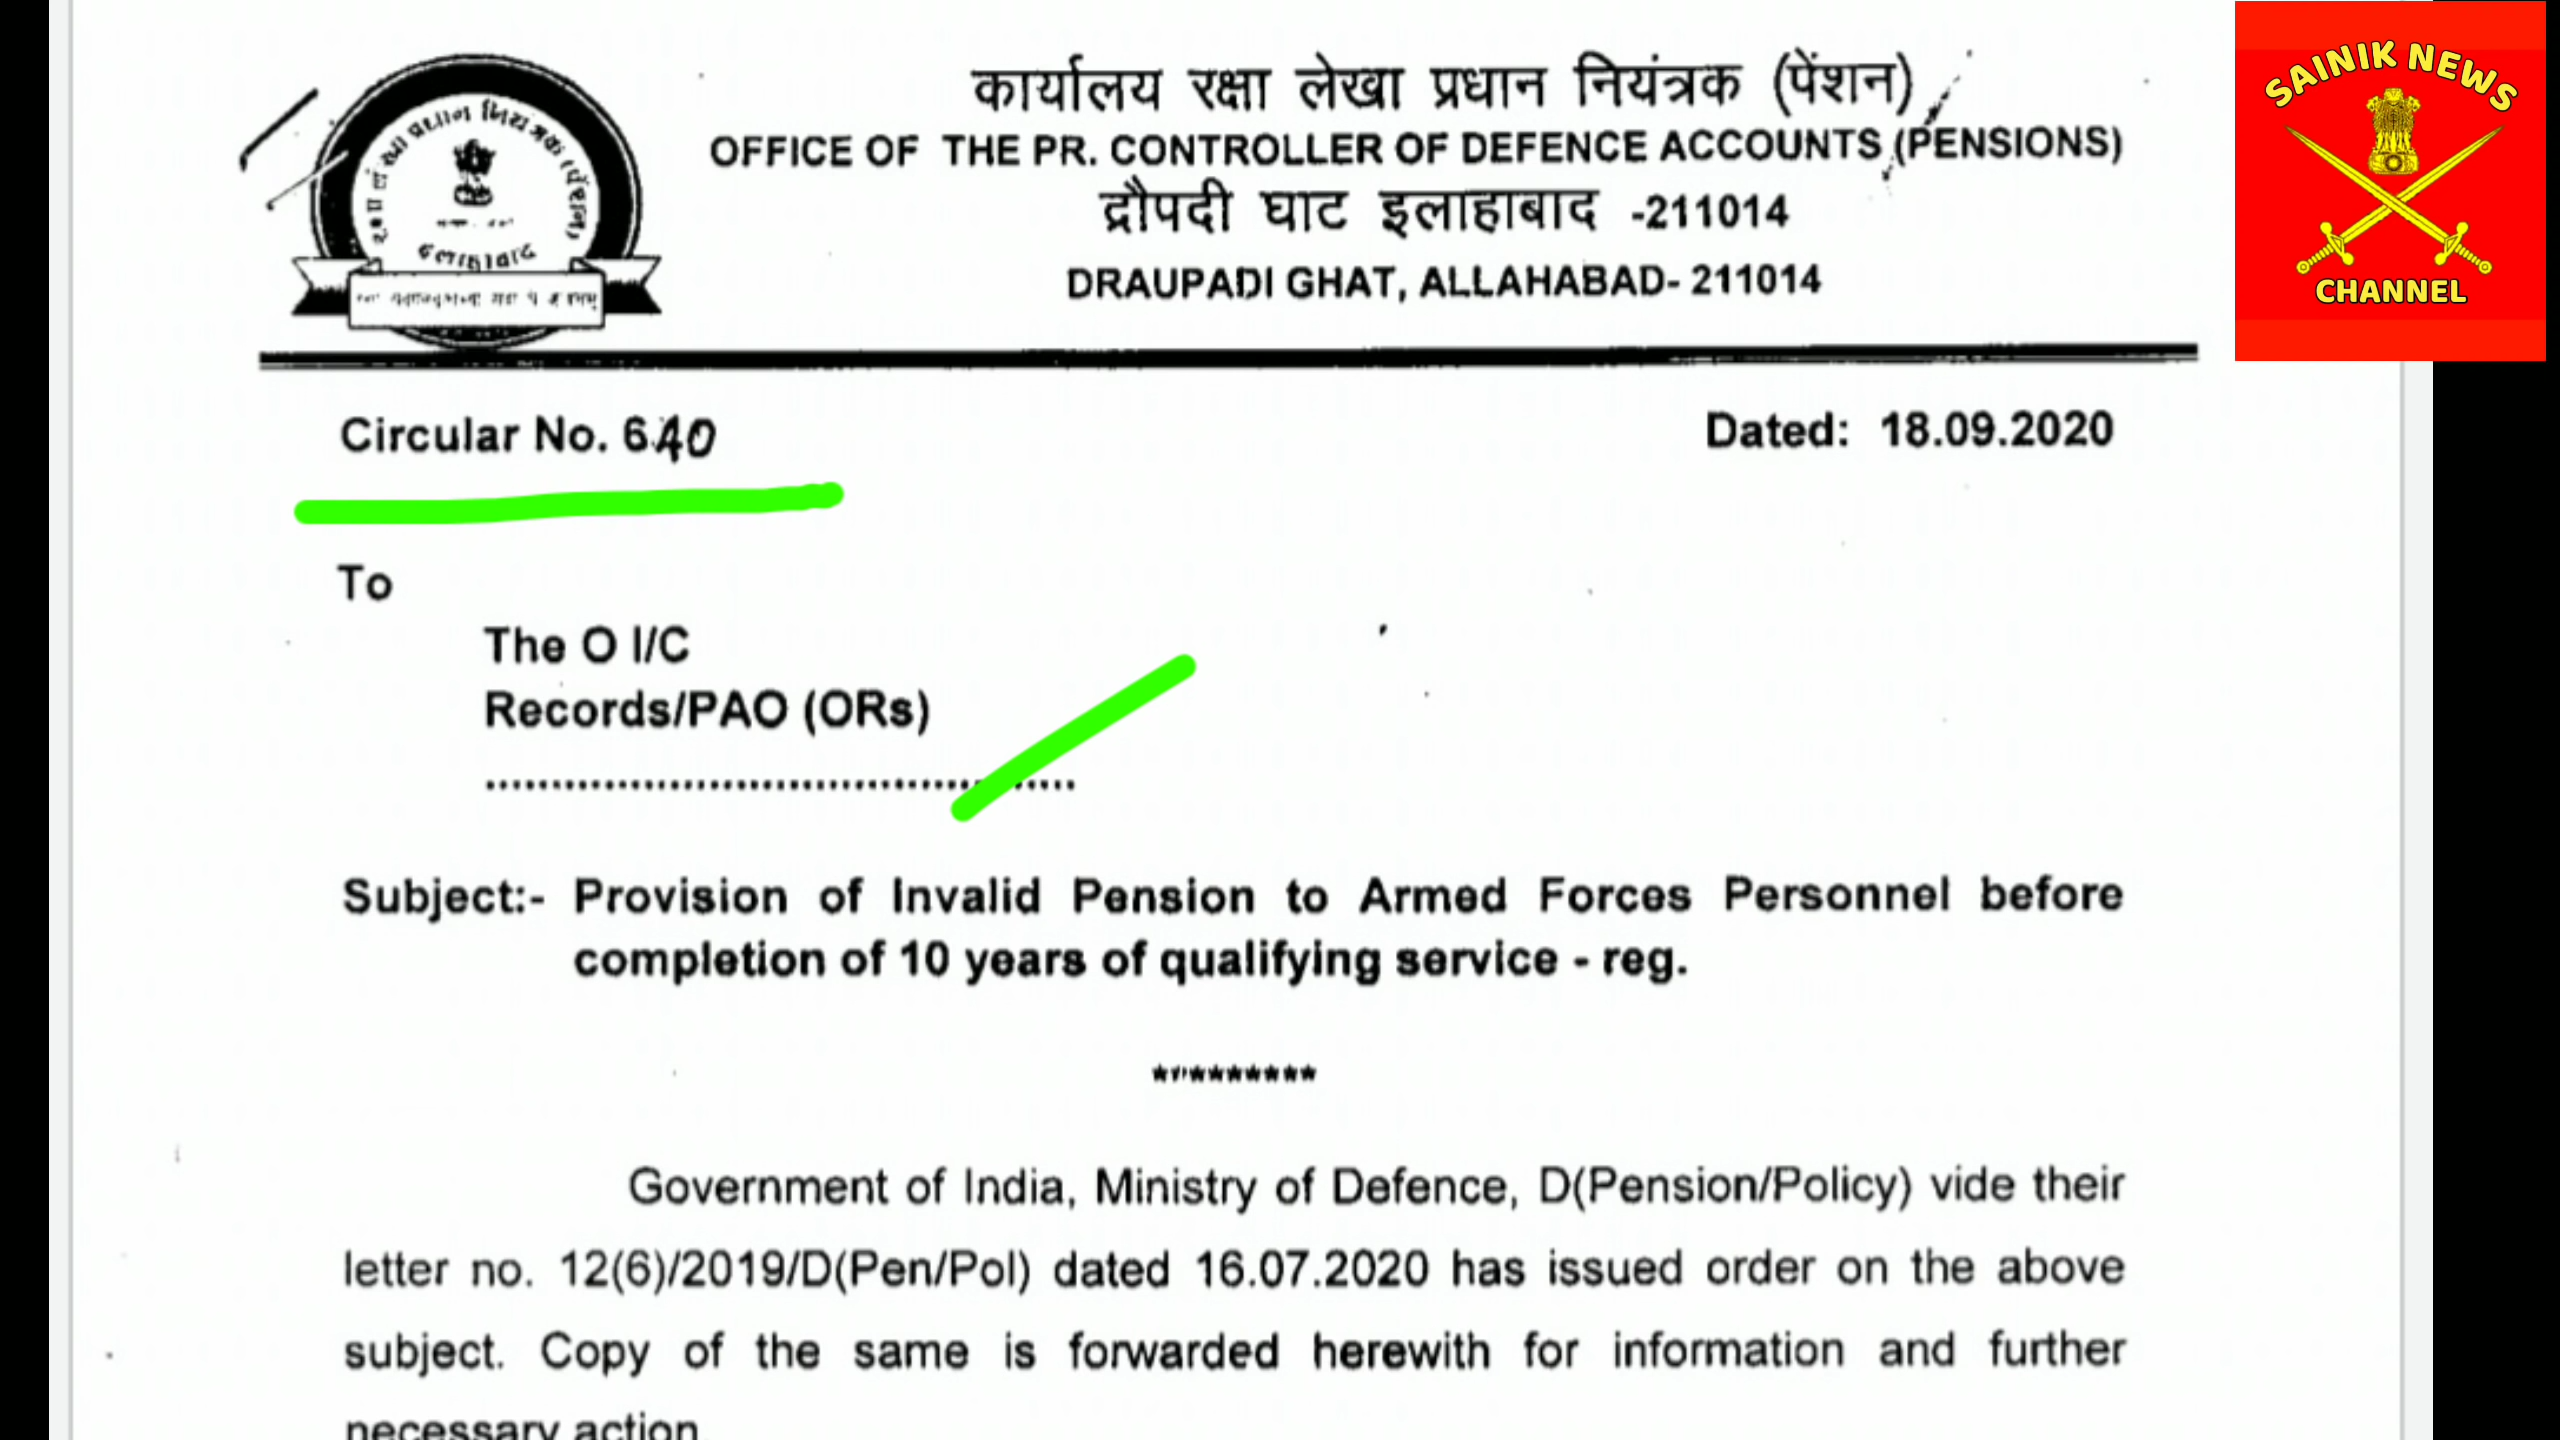 कार्यालय रक्षा लेखा प्रधान नियंत्रक (पेंशन)
OFFICE OF THE PR. CONTROLLER OF DEFENCE ACCOUNTS (PENSIONS)
द्रौपदी घाट इलाहाबाद -211014
DRAUPADI GHAT, ALLAHABAD- 211014
SAINIK NEWS
CHANNEL
Circular No. 640
Dated: 18.09.2020
To
The O I/C
Records/PAO (ORs)
Subject:- Provision of Invalid Pension to Armed Forces Personnel before
completion of 10 years of qualifying service - reg.
**********
Government of India, Ministry of Defence, D(Pension/Policy) vide their
letter no. 12(6)/2019/D(Pen/Pol) dated 16.07.2020 has issued order on the above
subject. Copy of the same is forwarded herewith for information and further
necessary action.